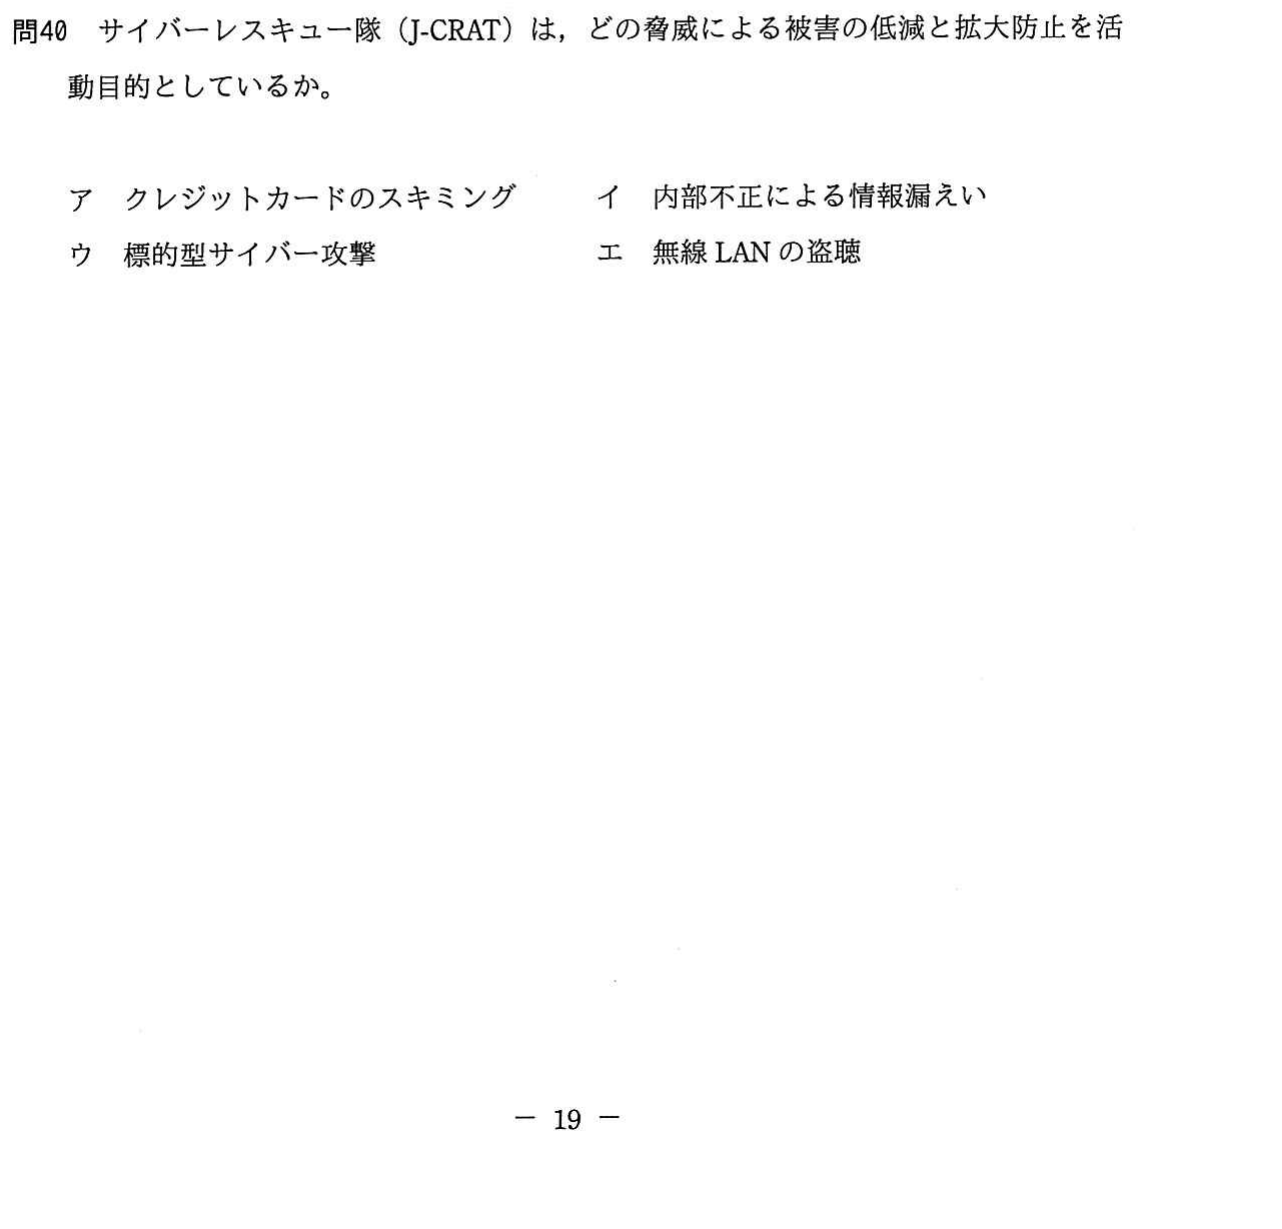 問40　サイバーレスキュー隊（J-CRAT）は，どの脅威による被害の低減と拡大防止を活
動目的としているか。
ア　クレジットカードのスキミング　　イ　内部不正による情報漏えい
ウ　標的型サイバー攻撃　　エ　無線 LAN の盗聴
－ 19 －